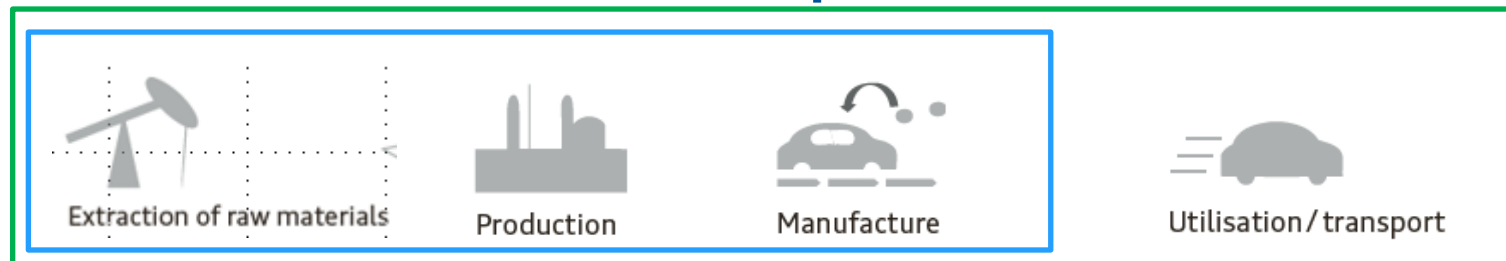 Extraction of raw materials
Production
Manufacture
Utilisation / transport